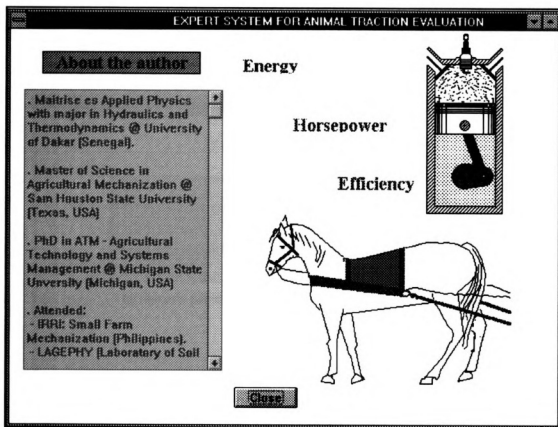 EXPERT SYSTEM FOR ANIMAL TRACTION EVALUATION
About the author
. Maitrise es Applied Physics
with major in Hydraulics and
Thermodynamics @ University
of Dakar (Senegal).
. Master of Science in
Agricultural Mechanization @
Sam Houston State University
(Texas, USA)
. PhD in ATM - Agricultural
Technology and Systems
Management @ Michigan State
Unversity (Michigan, USA)
. Attended:
- IRRI: Small Farm
Mechanization (Philippines).
- LAGEPHY (Laboratory of Soil
Energy
Horsepower
Efficiency
Close